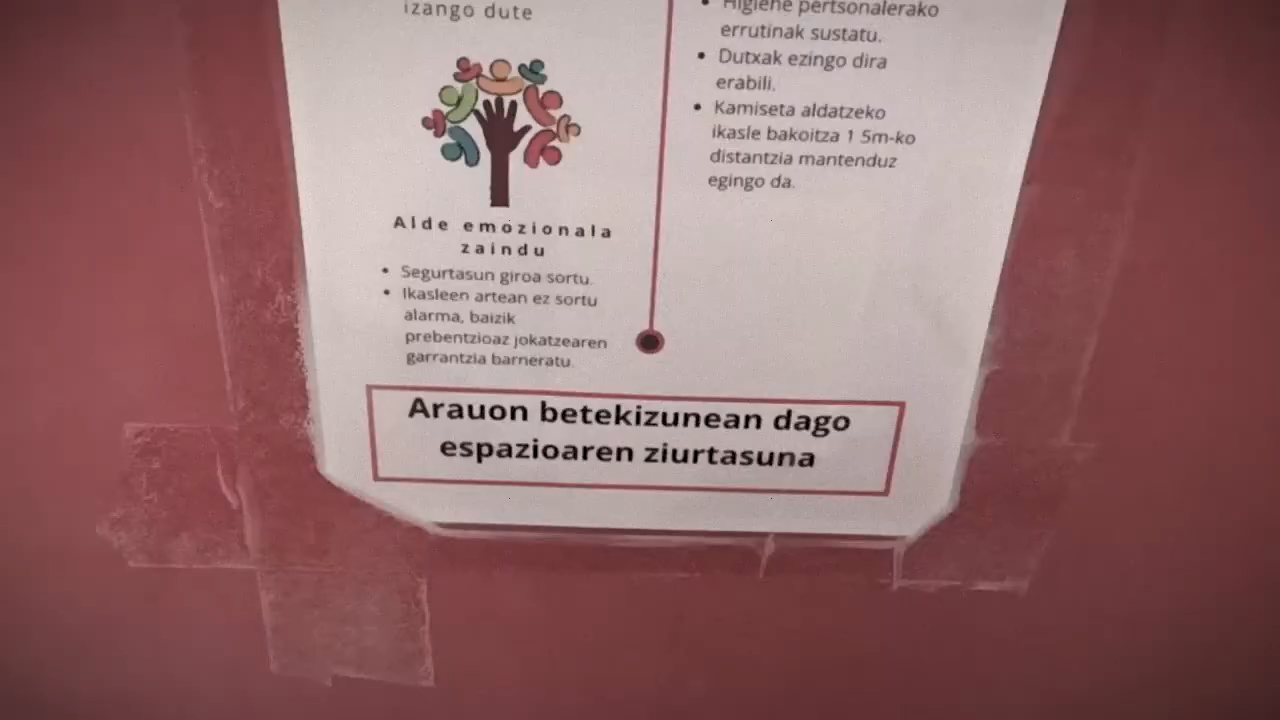 izango dute
Alde emozionala
zaindu
• Segurtasun giroa sortu.
• Ikasleen artean ez sortu
alarma, baizik
prebentzioaz jokatzearen
garrantzia barneratu.
• Higiene pertsonalerako
errutinak sustatu.
• Dutxak ezingo dira
erabili.
• Kamiseta aldatzeko
ikasle bakoitza 1 5m-ko
distantzia mantenduz
egingo da.
Arauon betekizunean dago
espazioaren ziurtasuna